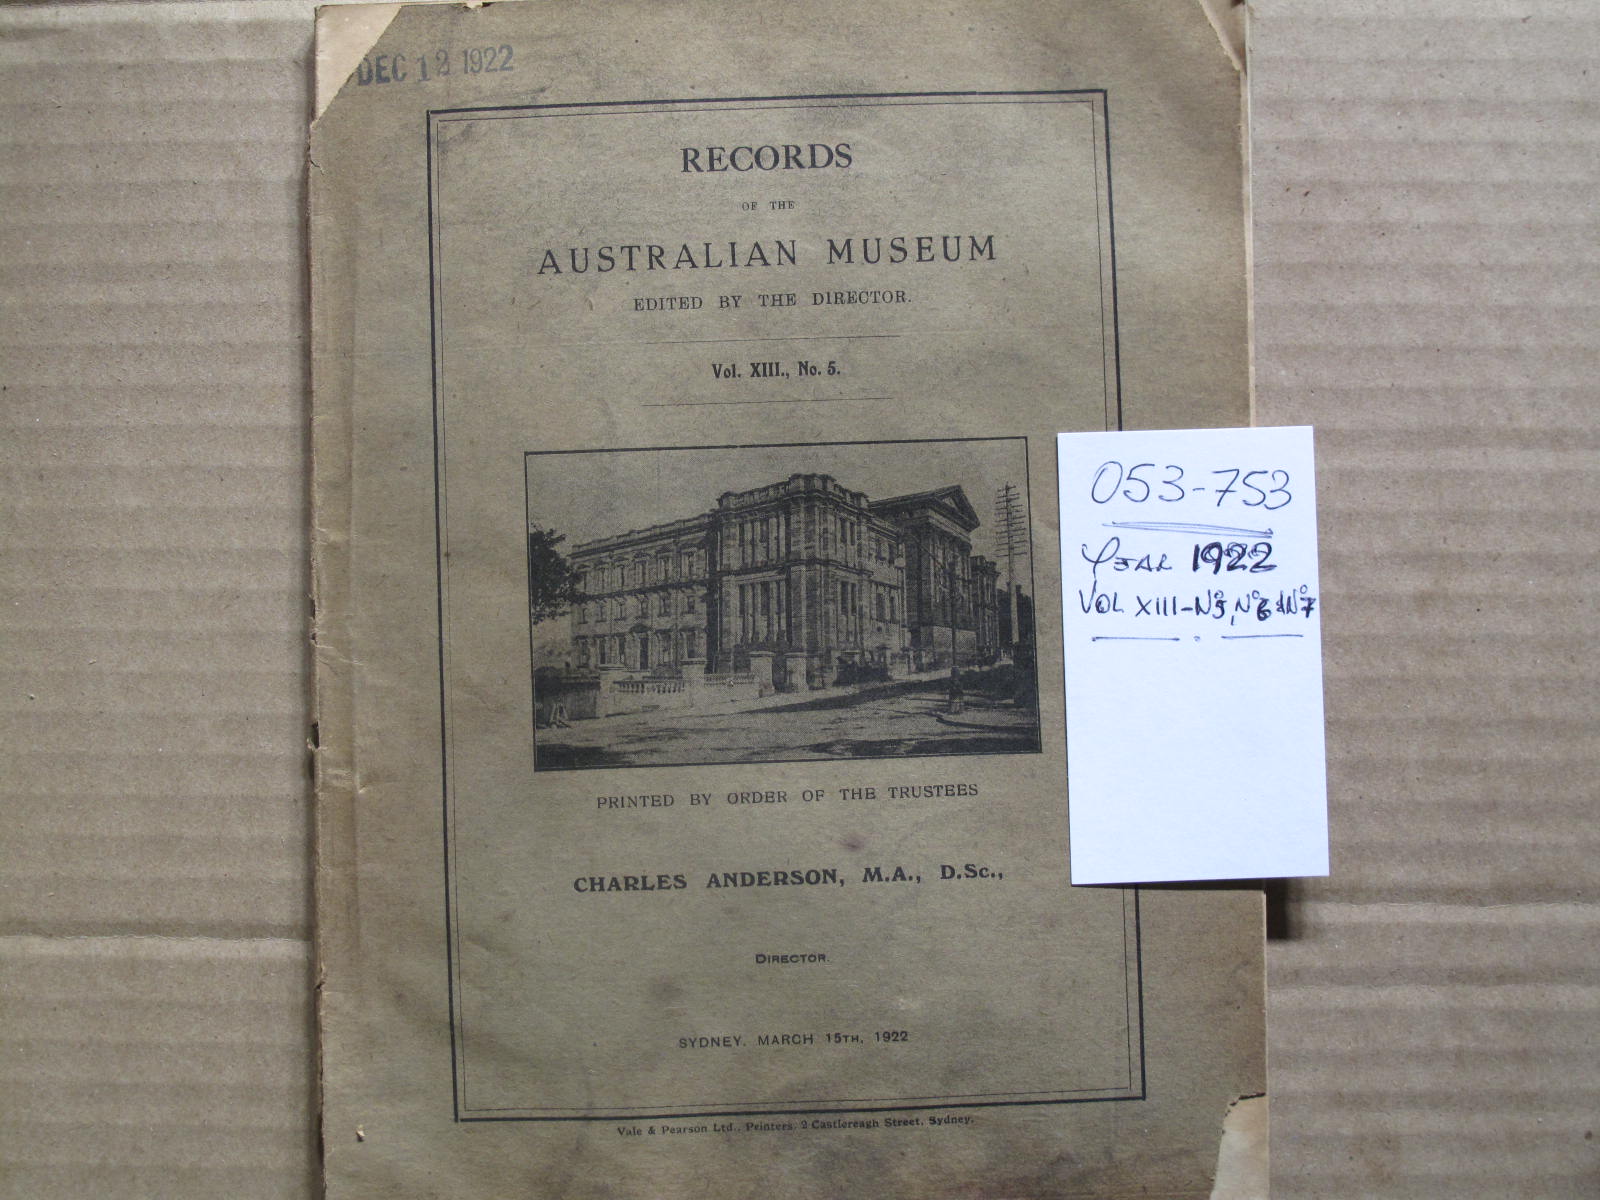 DEC 12 1922
RECORDS
OF THE
AUSTRALIAN MUSEUM
EDITED BY THE DIRECTOR.
Vol. XIII., No. 5.
PRINTED BY ORDER OF THE TRUSTEES
CHARLES ANDERSON, M.A., D.Sc.,
DIRECTOR.
SYDNEY, MARCH 15TH, 1922
Vale & Pearson Ltd., Printers, 2 Castlereagh Street, Sydney.
053-753
YEAR 1922
VOL XIII - Nº5, Nº6 & Nº7